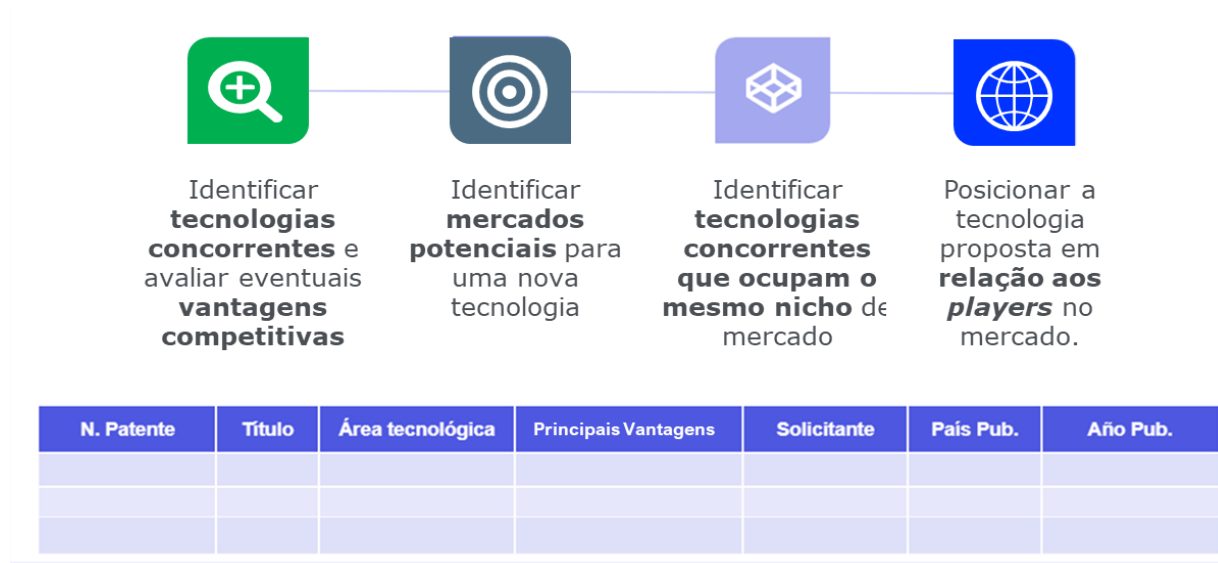 Identificar
tecnologias
concorrentes e
avaliar eventuais
vantagens
competitivas
Identificar
mercados
potenciais para
uma nova
tecnologia
Identificar
tecnologias
concorrentes
que ocupam o
mesmo nicho de
mercado
Posicionar a
tecnologia
proposta em
relação aos
players no
mercado.
N. Patente Título Área tecnológica Principais Vantagens Solicitante País Pub. Año Pub.